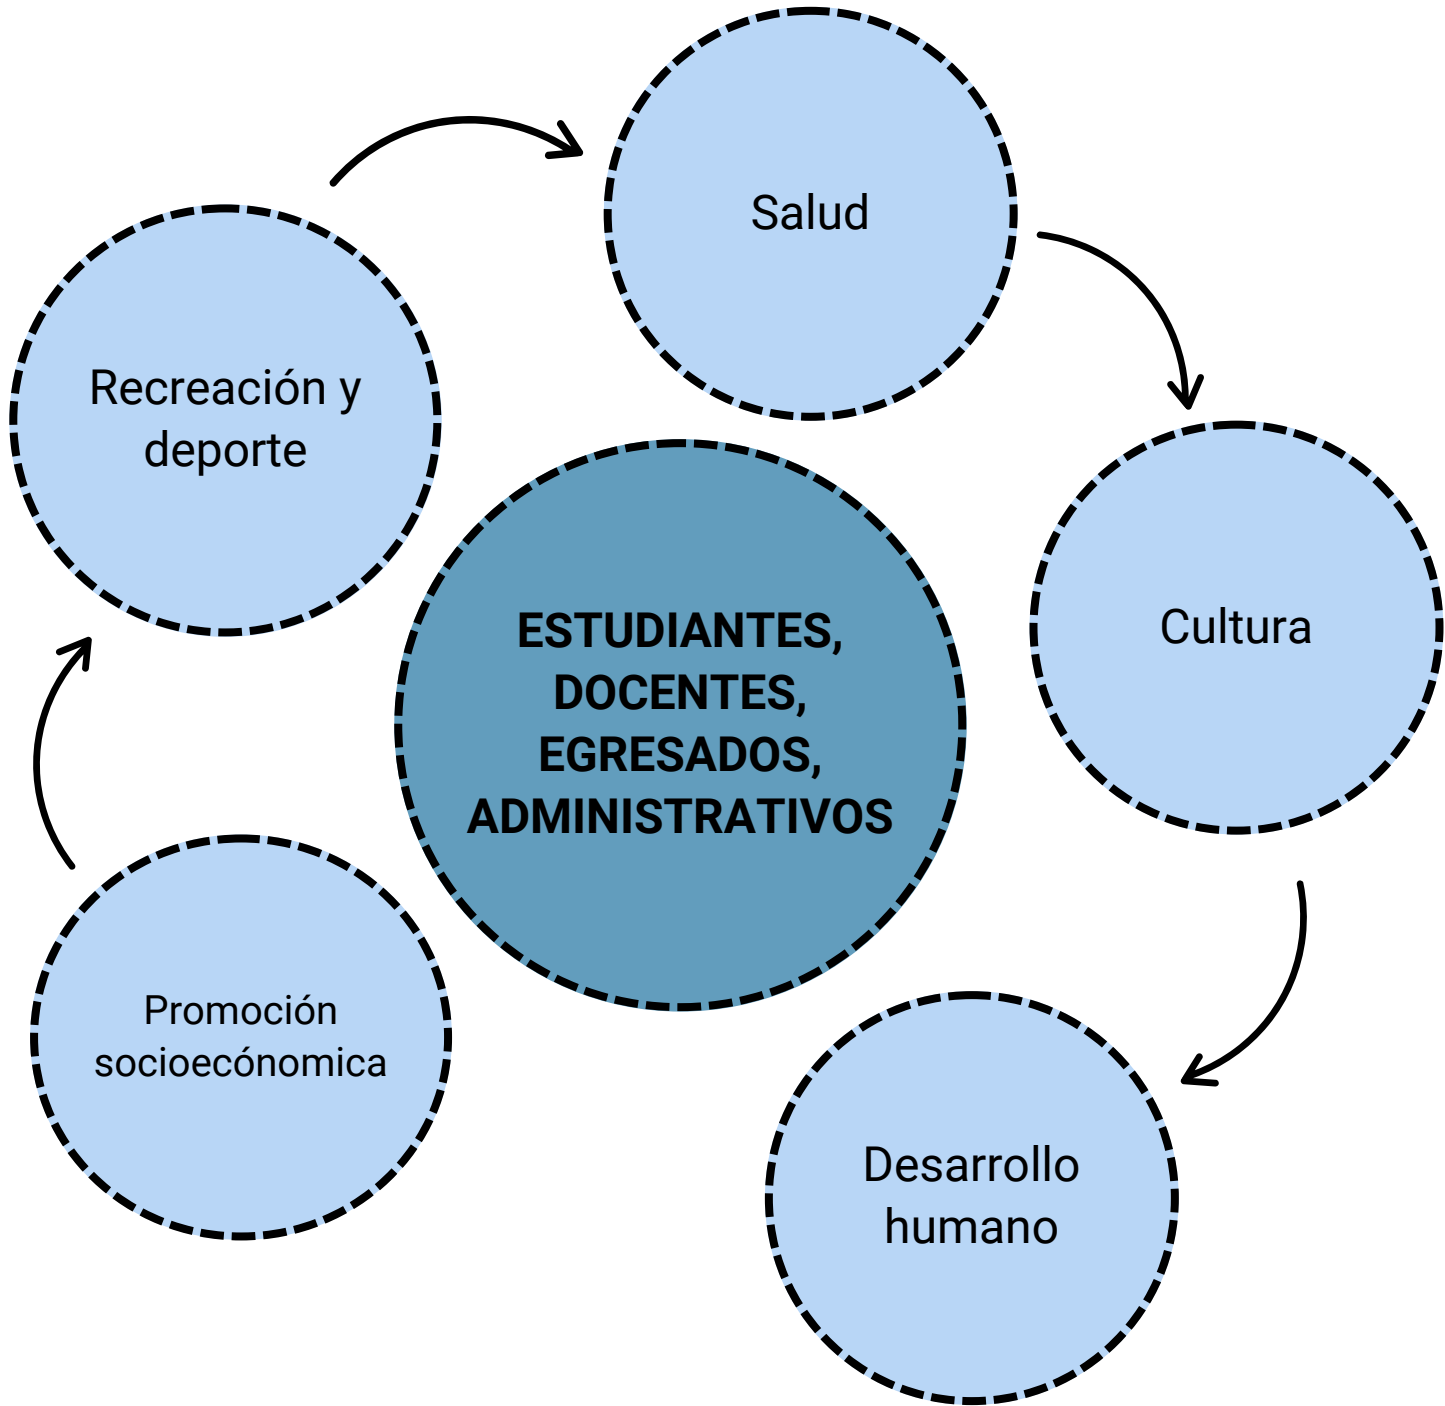 Salud
Recreación y
deporte
Cultura
ESTUDIANTES,
DOCENTES,
EGRESADOS,
ADMINISTRATIVOS
Promoción
socioecónomica
Desarrollo
humano